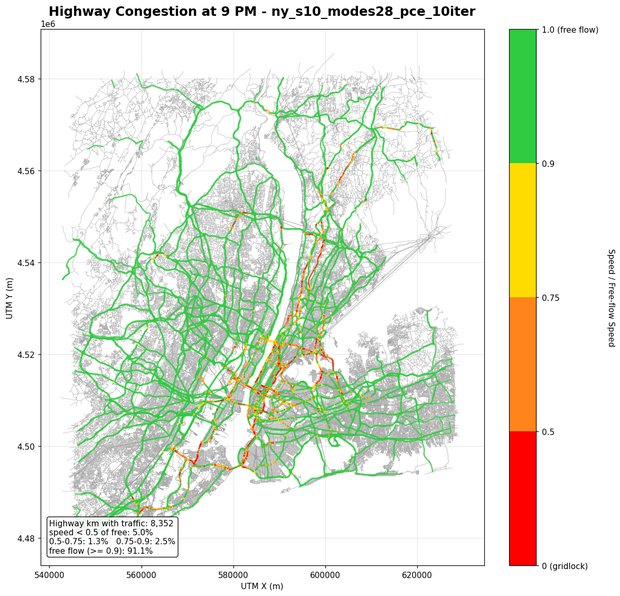 Highway Congestion at 9 PM - ny_s10_modes28_pce_10iter
1e6
4.58
4.56
4.54
4.52
4.50
4.48
UTM Y (m)
540000
560000
580000
600000
620000
UTM X (m)
Highway km with traffic: 8,352
speed < 0.5 of free: 5.0%
0.5-0.75: 1.3%   0.75-0.9: 2.5%
free flow (>= 0.9): 91.1%
1.0 (free flow)
0.9
0.75
0.5
0 (gridlock)
Speed / Free-flow Speed